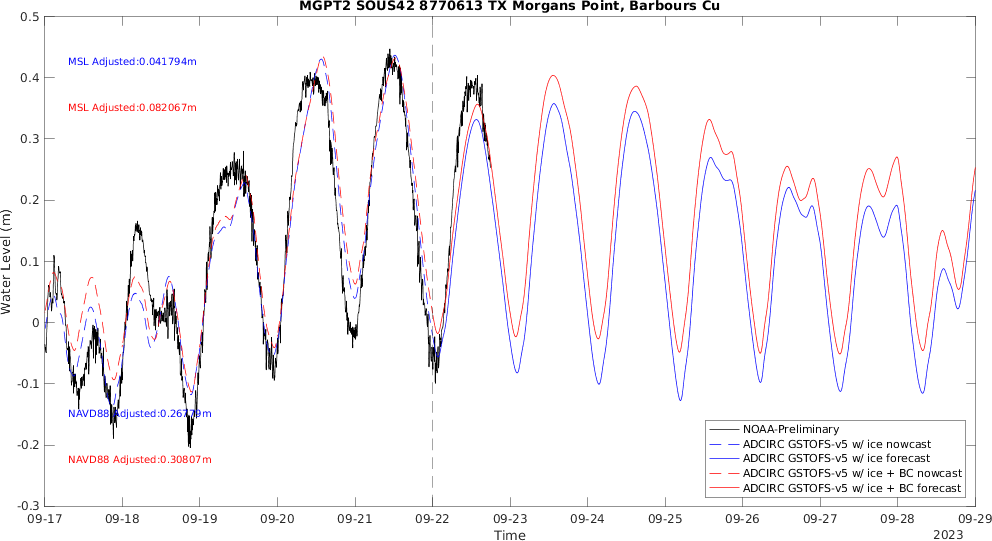 MGPT2 SOUS42 8770613 TX Morgans Point, Barbours Cu
0.5
0.4
0.3
0.2
0.1
0
-0.1
-0.2
-0.3
Water Level (m)
MSL Adjusted:0.041794m
MSL Adjusted:0.082067m
NAVD88 Adjusted:0.26779m
NAVD88 Adjusted:0.30807m
NOAA-Preliminary
ADCIRC GSTOFS-v5 w/ ice nowcast
ADCIRC GSTOFS-v5 w/ ice forecast
ADCIRC GSTOFS-v5 w/ ice + BC nowcast
ADCIRC GSTOFS-v5 w/ ice + BC forecast
09-17 09-18 09-19 09-20 09-21 09-22 09-23 09-24 09-25 09-26 09-27 09-28 09-29
Time
2023